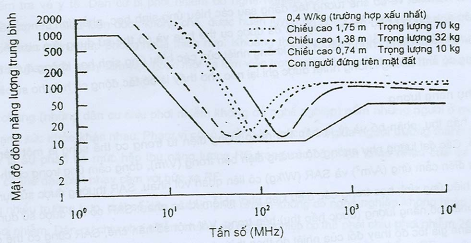 Mật độ dòng năng lượng trung bình
2000
1000
500
200
100
50
20
10
5
2
1
0,4 W/kg (trường hợp xấu nhất)
Chiều cao 1,75 m Trọng lượng 70 kg
Chiều cao 1,38 m Trọng lượng 32 kg
Chiều cao 0,74 m Trọng lượng 10 kg
Con người đứng trên mặt đất
10⁰ 10¹ 10² 10³ 10⁴
Tần số (MHz)